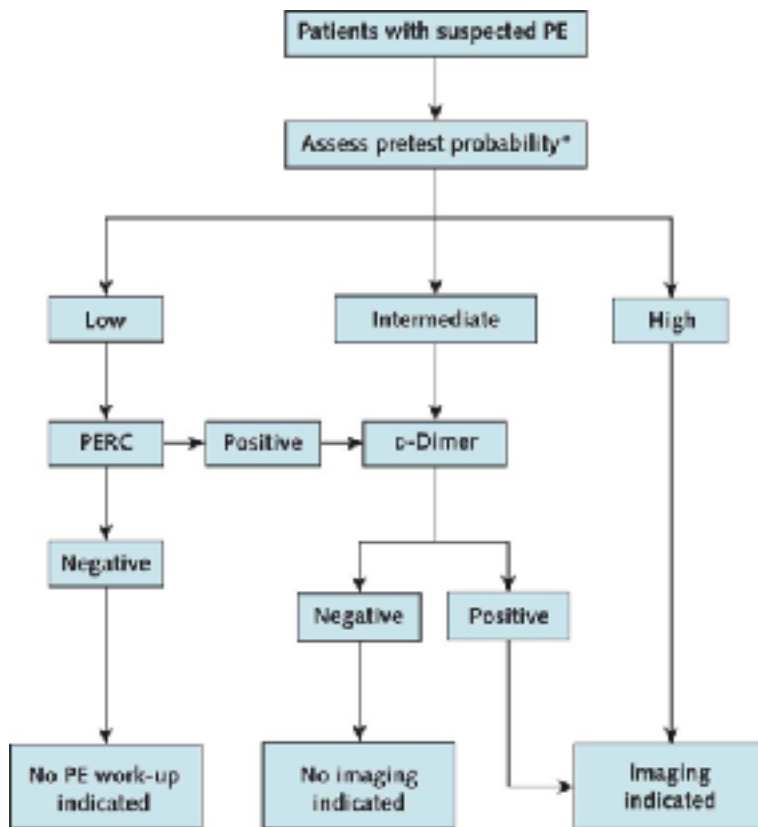 Patients with suspected PE
Assess pretest probability*
Low
Intermediate
High
PERC
Positive
D-Dimer
Negative
Negative
Positive
No PE work-up
indicated
No imaging
indicated
Imaging
indicated